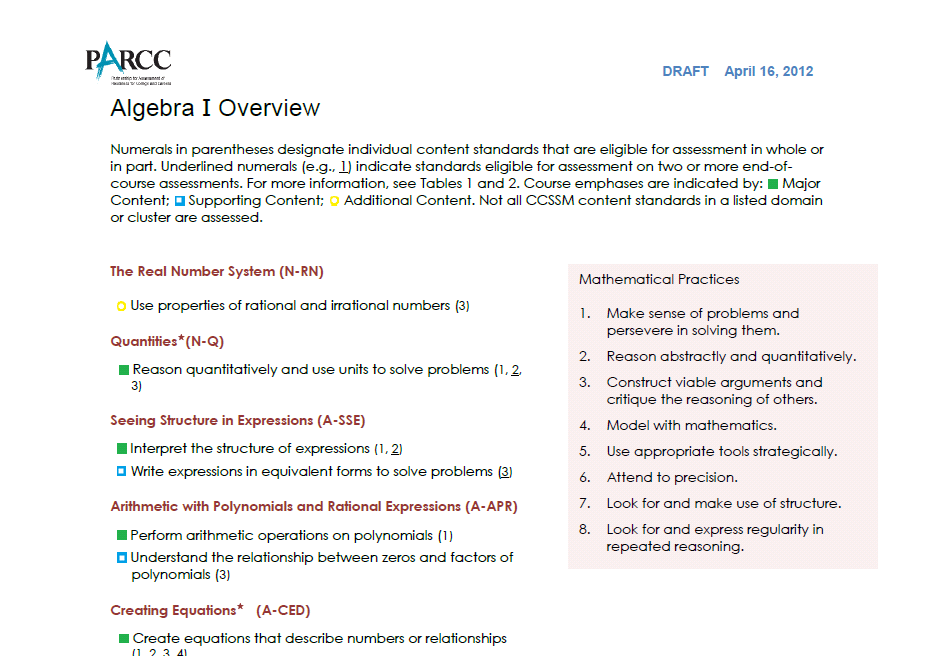 PARCC
Partnership for Assessment of
Readiness for College and Careers
DRAFT April 16, 2012
Algebra I Overview
Numerals in parentheses designate individual content standards that are eligible for assessment in whole or
in part. Underlined numerals (e.g., 1) indicate standards eligible for assessment on two or more end-of-
course assessments. For more information, see Tables 1 and 2. Course emphases are indicated by: Major
Content; Supporting Content; Additional Content. Not all CCSSM content standards in a listed domain
or cluster are assessed.
The Real Number System (N-RN)
Use properties of rational and irrational numbers (3)
Quantities*(N-Q)
Reason quantitatively and use units to solve problems (1, 2,
3)
Seeing Structure in Expressions (A-SSE)
Interpret the structure of expressions (1, 2)
Write expressions in equivalent forms to solve problems (3)
Arithmetic with Polynomials and Rational Expressions (A-APR)
Perform arithmetic operations on polynomials (1)
Understand the relationship between zeros and factors of
polynomials (3)
Creating Equations* (A-CED)
Create equations that describe numbers or relationships
(1, 2, 3, 4)
Mathematical Practices
1. Make sense of problems and
persevere in solving them.
2. Reason abstractly and quantitatively.
3. Construct viable arguments and
critique the reasoning of others.
4. Model with mathematics.
5. Use appropriate tools strategically.
6. Attend to precision.
7. Look for and make use of structure.
8. Look for and express regularity in
repeated reasoning.